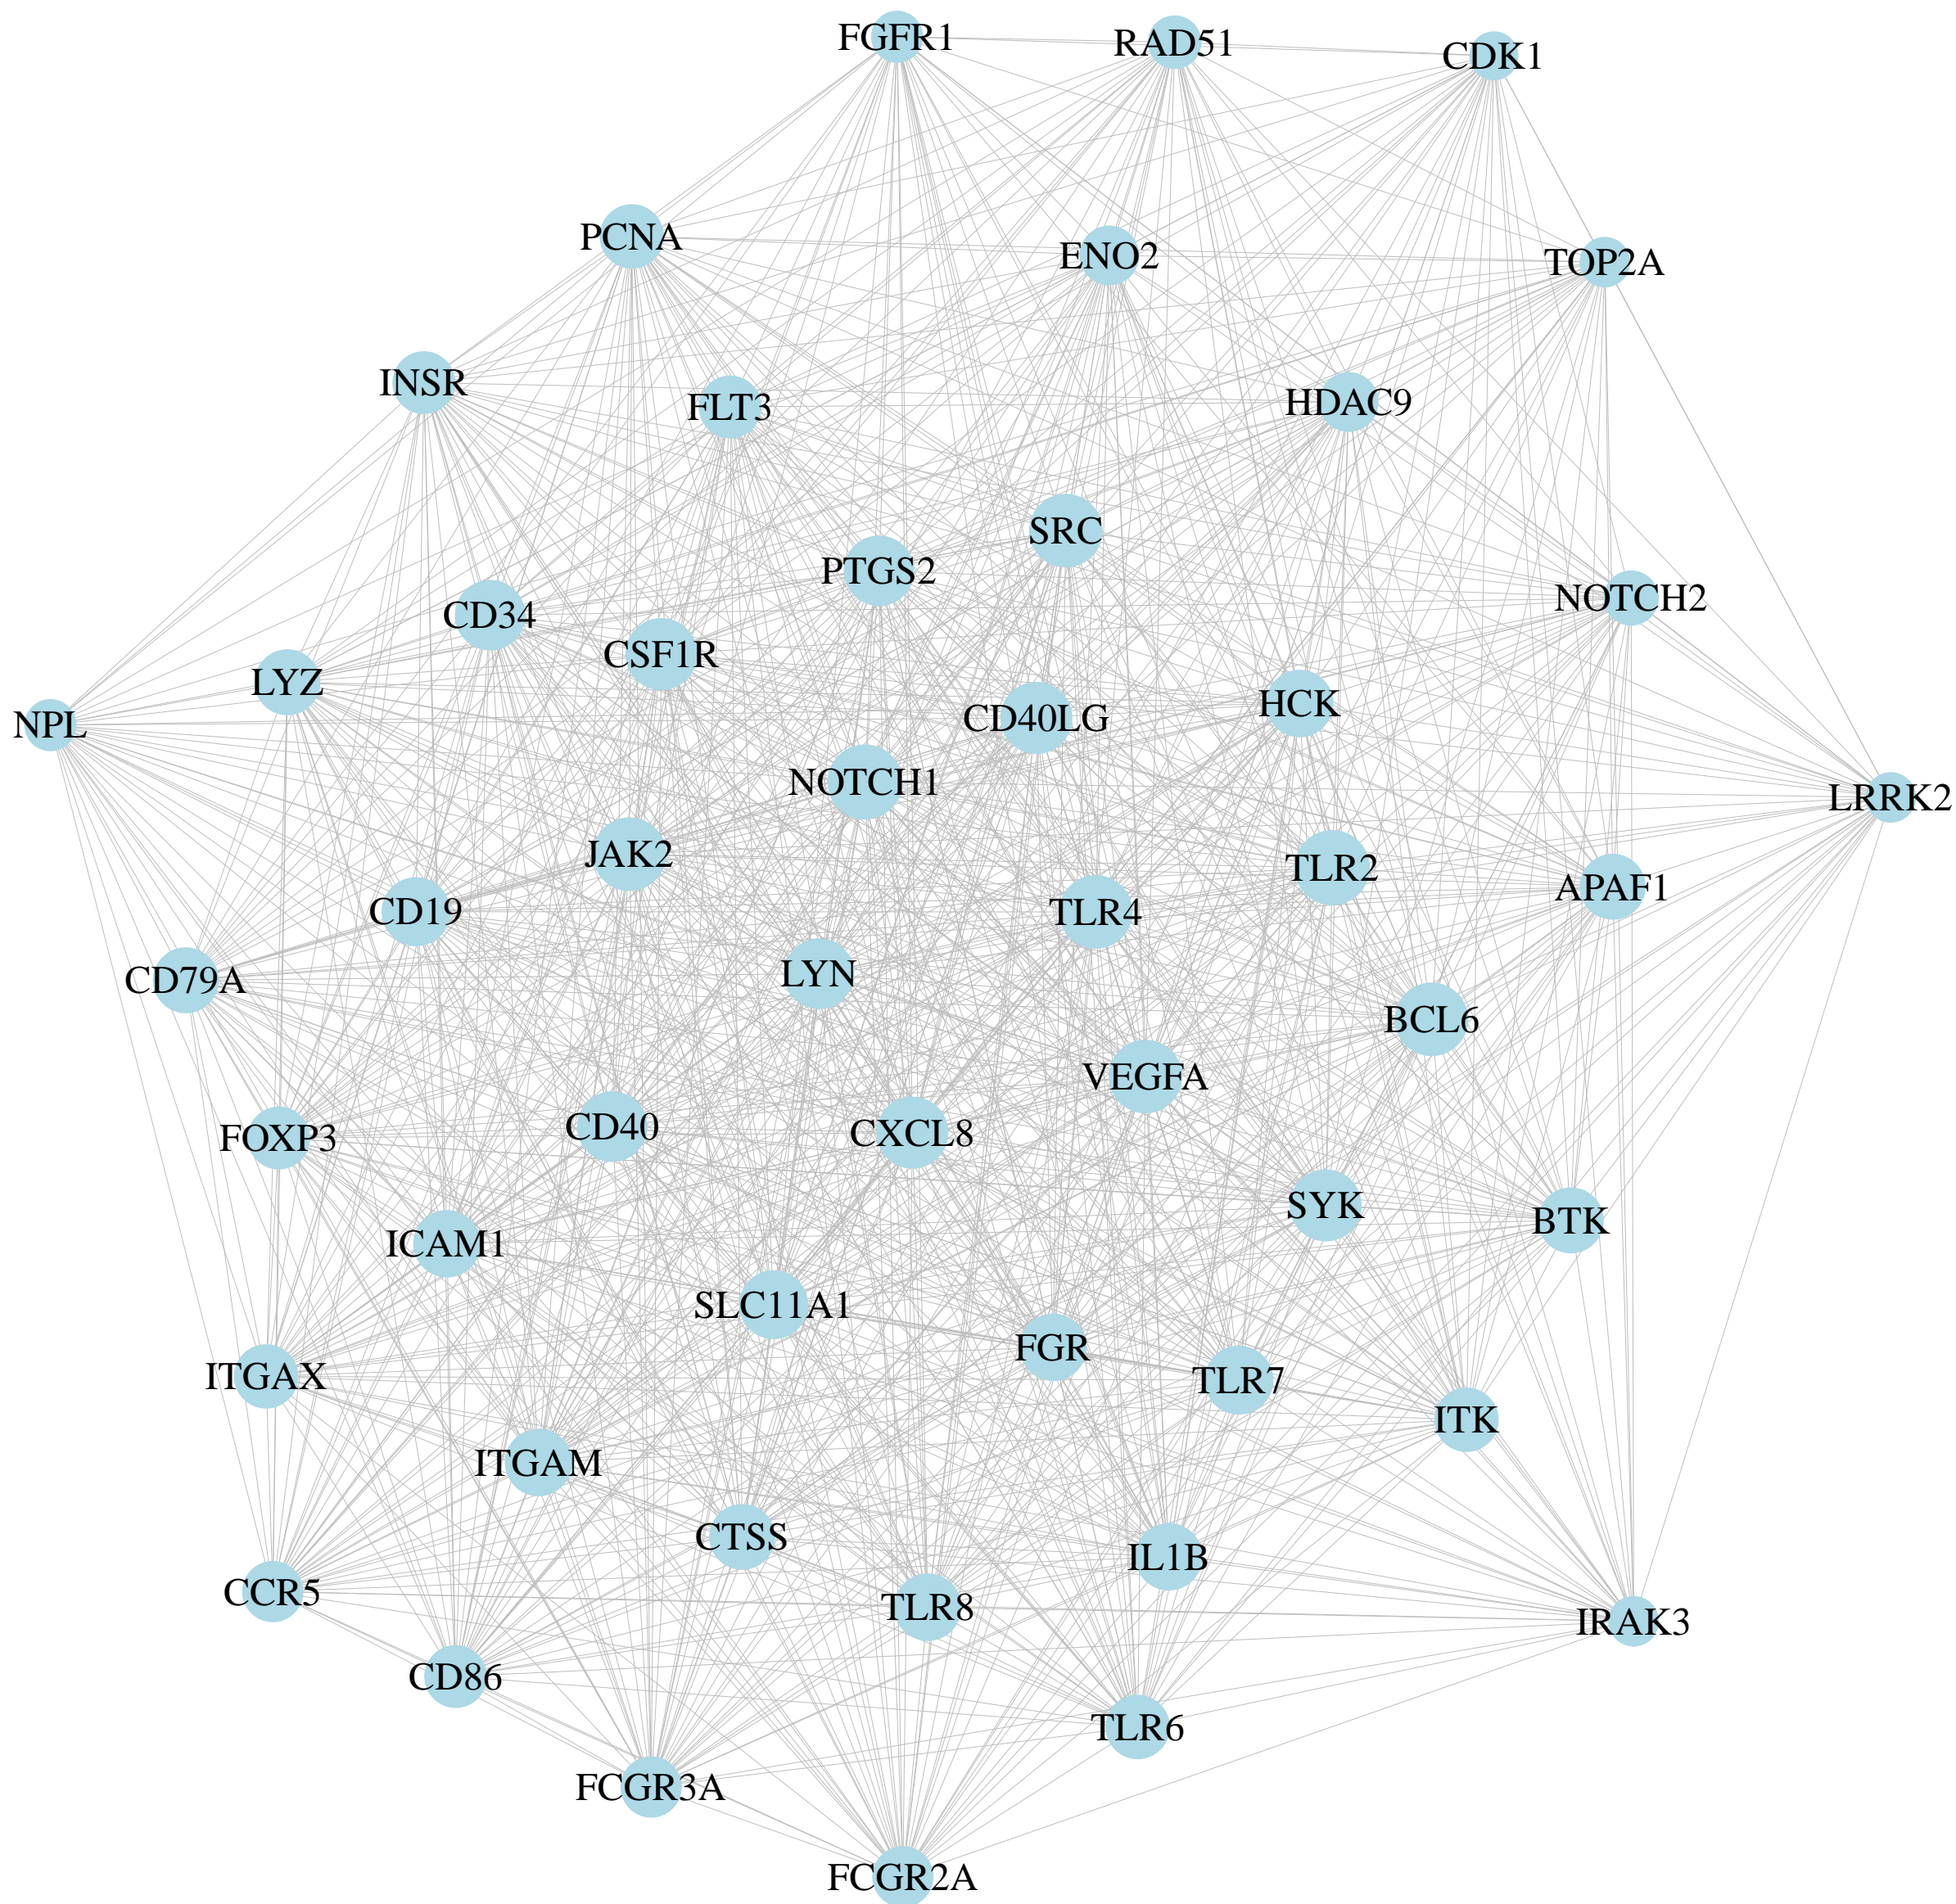 FGFR1
RAD51
CDK1
PCNA
ENO2
TOP2A
INSR
FLT3
HDAC9
SRC
PTGS2
NOTCH2
CD34
CSF1R
LYZ
HCK
CD40LG
NPL
NOTCH1
LRRK2
JAK2
TLR2
APAF1
CD19
TLR4
LYN
CD79A
BCL6
VEGFA
CD40
CXCL8
FOXP3
SYK
BTK
ICAM1
SLC11A1
FGR
ITGAX
TLR7
ITK
ITGAM
CTSS
IL1B
CCR5
TLR8
IRAK3
CD86
TLR6
FCGR3A
FCGR2A